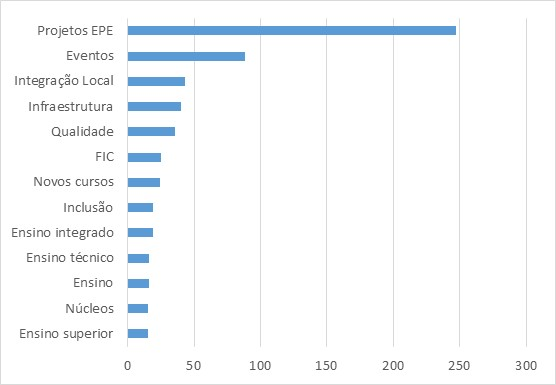 Projetos EPE
Eventos
Integração Local
Infraestrutura
Qualidade
FIC
Novos cursos
Inclusão
Ensino integrado
Ensino técnico
Ensino
Núcleos
Ensino superior
0 50 100 150 200 250 300